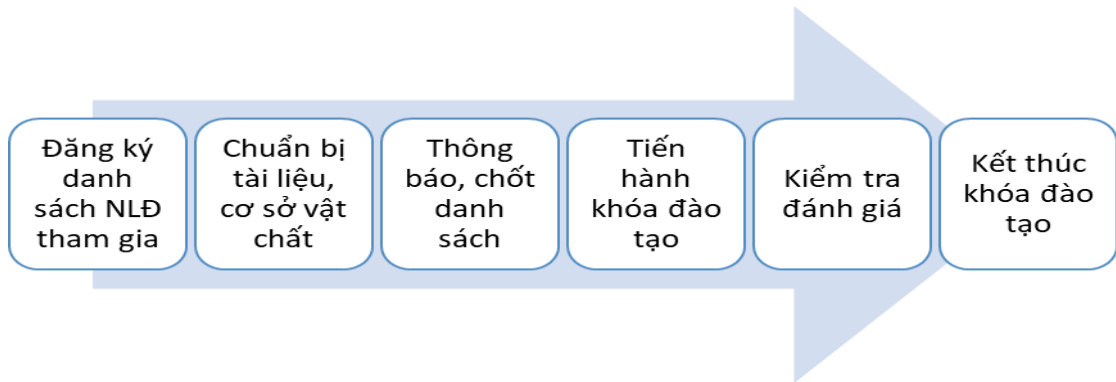 Đăng ký
danh
sách NLĐ
tham gia
Chuẩn bị
tài liệu,
cơ sở vật
chất
Thông
báo, chốt
danh
sách
Tiến
hành
khóa đào
tạo
Kiểm tra
đánh giá
Kết thúc
khóa đào
tạo